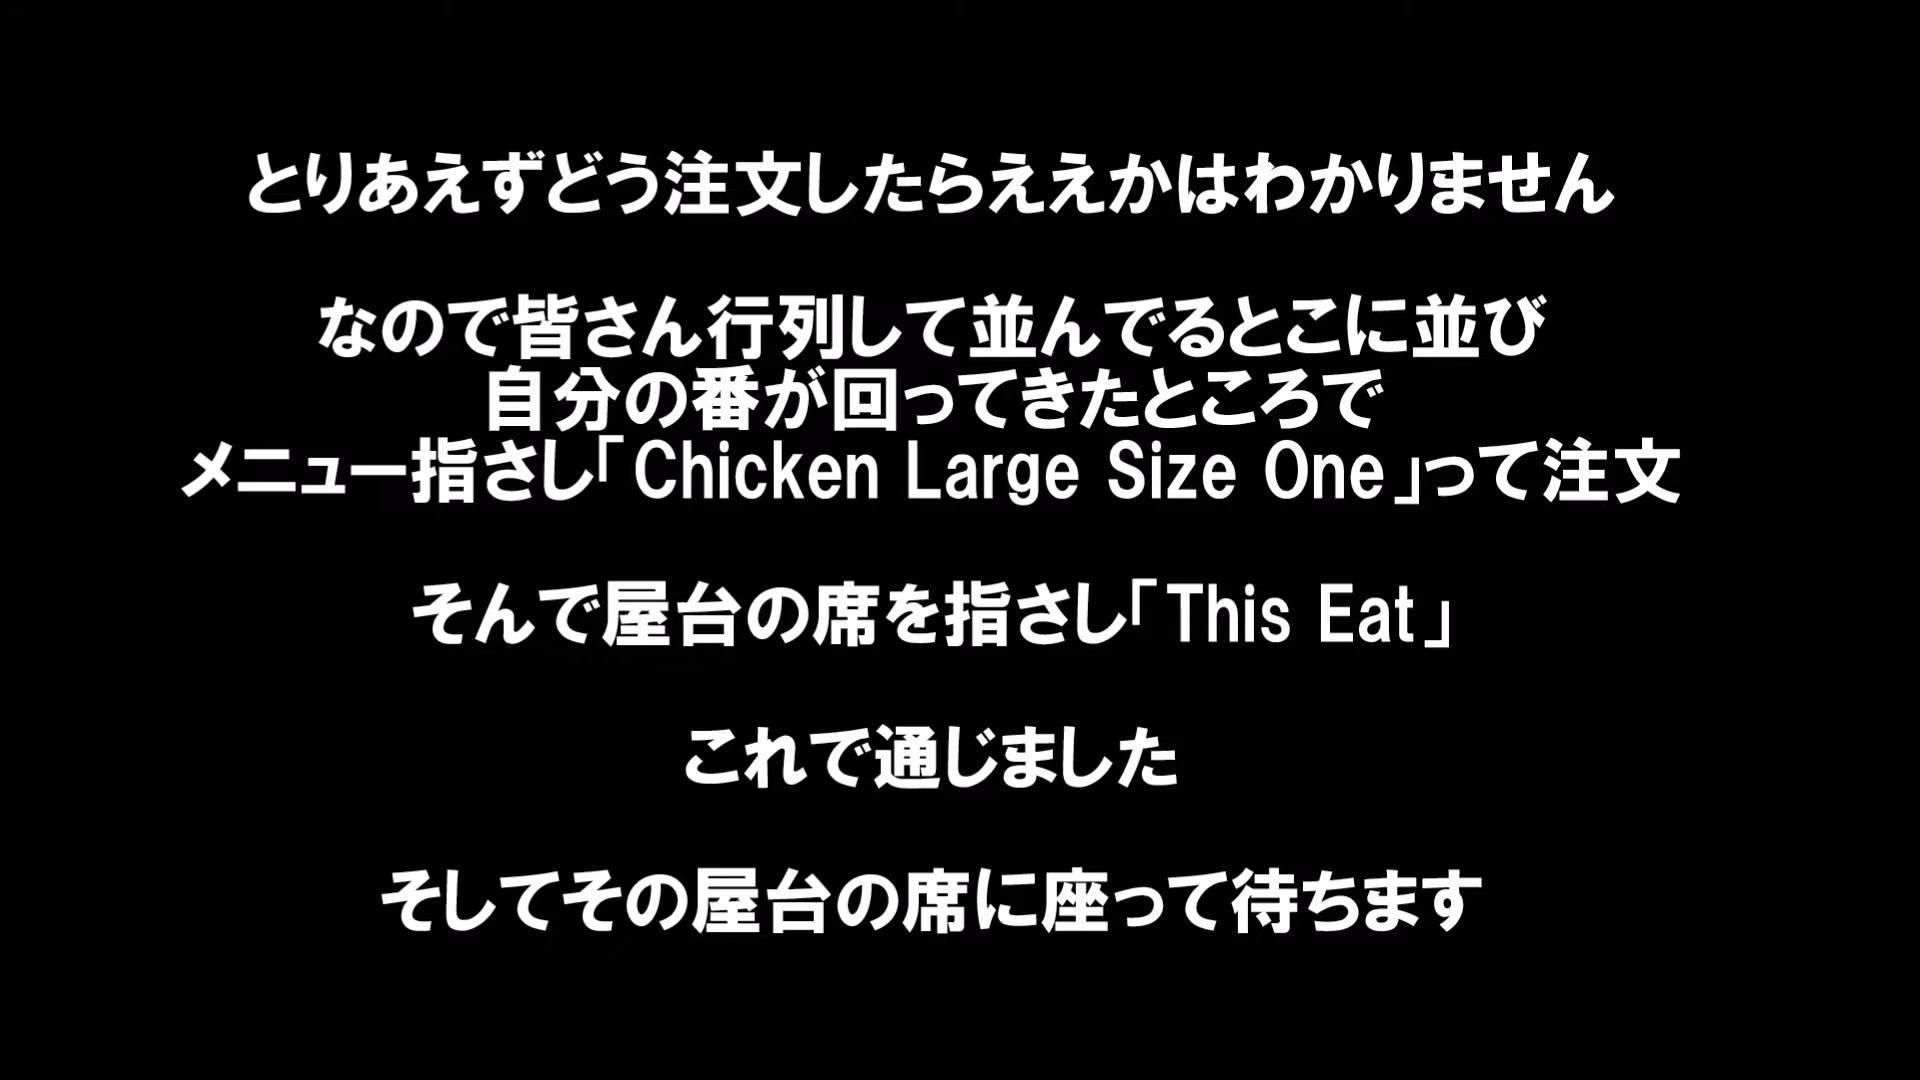 とりあえずどう注文したらええかはわかりません
なので皆さん行列して並んでるとこに並び
自分の番が回ってきたところで
メニュー指さし「Chicken Large Size One」って注文
そんで屋台の席を指さし「This Eat」
これで通じました
そしてその屋台の席に座って待ちます